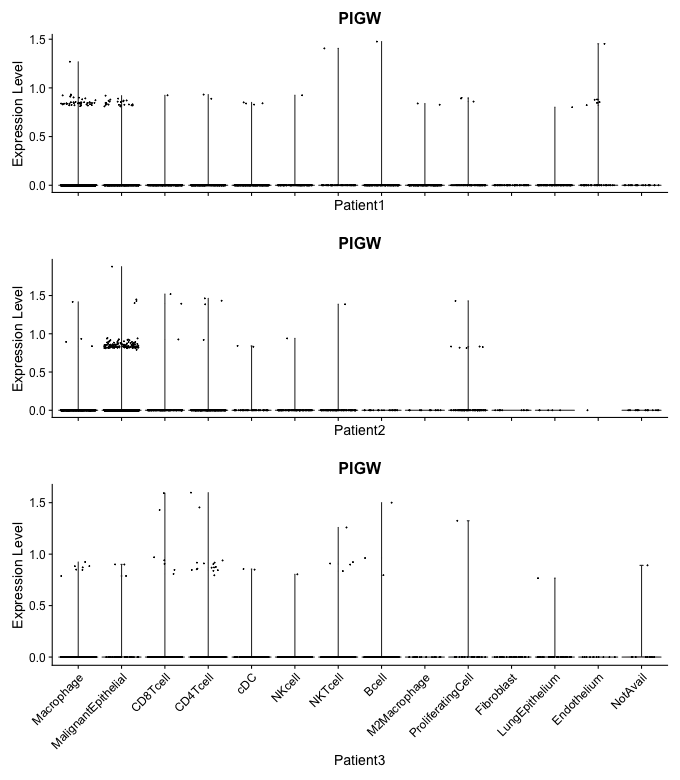 PIGW
Expression Level
1.5
1.0
0.5
0.0
Patient1
PIGW
Expression Level
1.5
1.0
0.5
0.0
Patient2
PIGW
Expression Level
1.5
1.0
0.5
0.0
Macrophage
MalignantEpithelial
CD8Tcell
CD4Tcell
cDC
NKcell
NKTcell
Bcell
M2Macrophage
ProliferatingCell
Fibroblast
LungEpithelium
Endothelium
NotAvail
Patient3